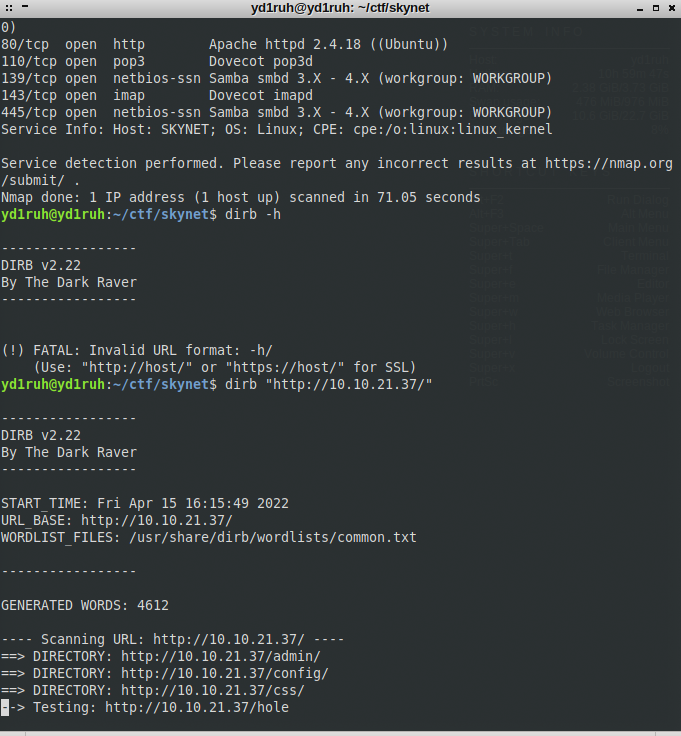 yd1ruh@yd1ruh: ~/ctf/skynet
0)
80/tcp  open  http        Apache httpd 2.4.18 ((Ubuntu))
110/tcp open  pop3        Dovecot pop3d
139/tcp open  netbios-ssn Samba smbd 3.X - 4.X (workgroup: WORKGROUP)
143/tcp open  imap        Dovecot imapd
445/tcp open  netbios-ssn Samba smbd 3.X - 4.X (workgroup: WORKGROUP)
Service Info: Host: SKYNET; OS: Linux; CPE: cpe:/o:linux:linux_kernel
Service detection performed. Please report any incorrect results at https://nmap.org
/submit/ .
Nmap done: 1 IP address (1 host up) scanned in 71.05 seconds
yd1ruh@yd1ruh:~/ctf/skynet$ dirb -h
-----------------
DIRB v2.22
By The Dark Raver
-----------------
(!) FATAL: Invalid URL format: -h/
    (Use: "http://host/" or "https://host/" for SSL)
yd1ruh@yd1ruh:~/ctf/skynet$ dirb "http://10.10.21.37/"
-----------------
DIRB v2.22
By The Dark Raver
-----------------
START_TIME: Fri Apr 15 16:15:49 2022
URL_BASE: http://10.10.21.37/
WORDLIST_FILES: /usr/share/dirb/wordlists/common.txt
-----------------
GENERATED WORDS: 4612
---- Scanning URL: http://10.10.21.37/ ----
==> DIRECTORY: http://10.10.21.37/admin/
==> DIRECTORY: http://10.10.21.37/config/
==> DIRECTORY: http://10.10.21.37/css/
--> Testing: http://10.10.21.37/hole